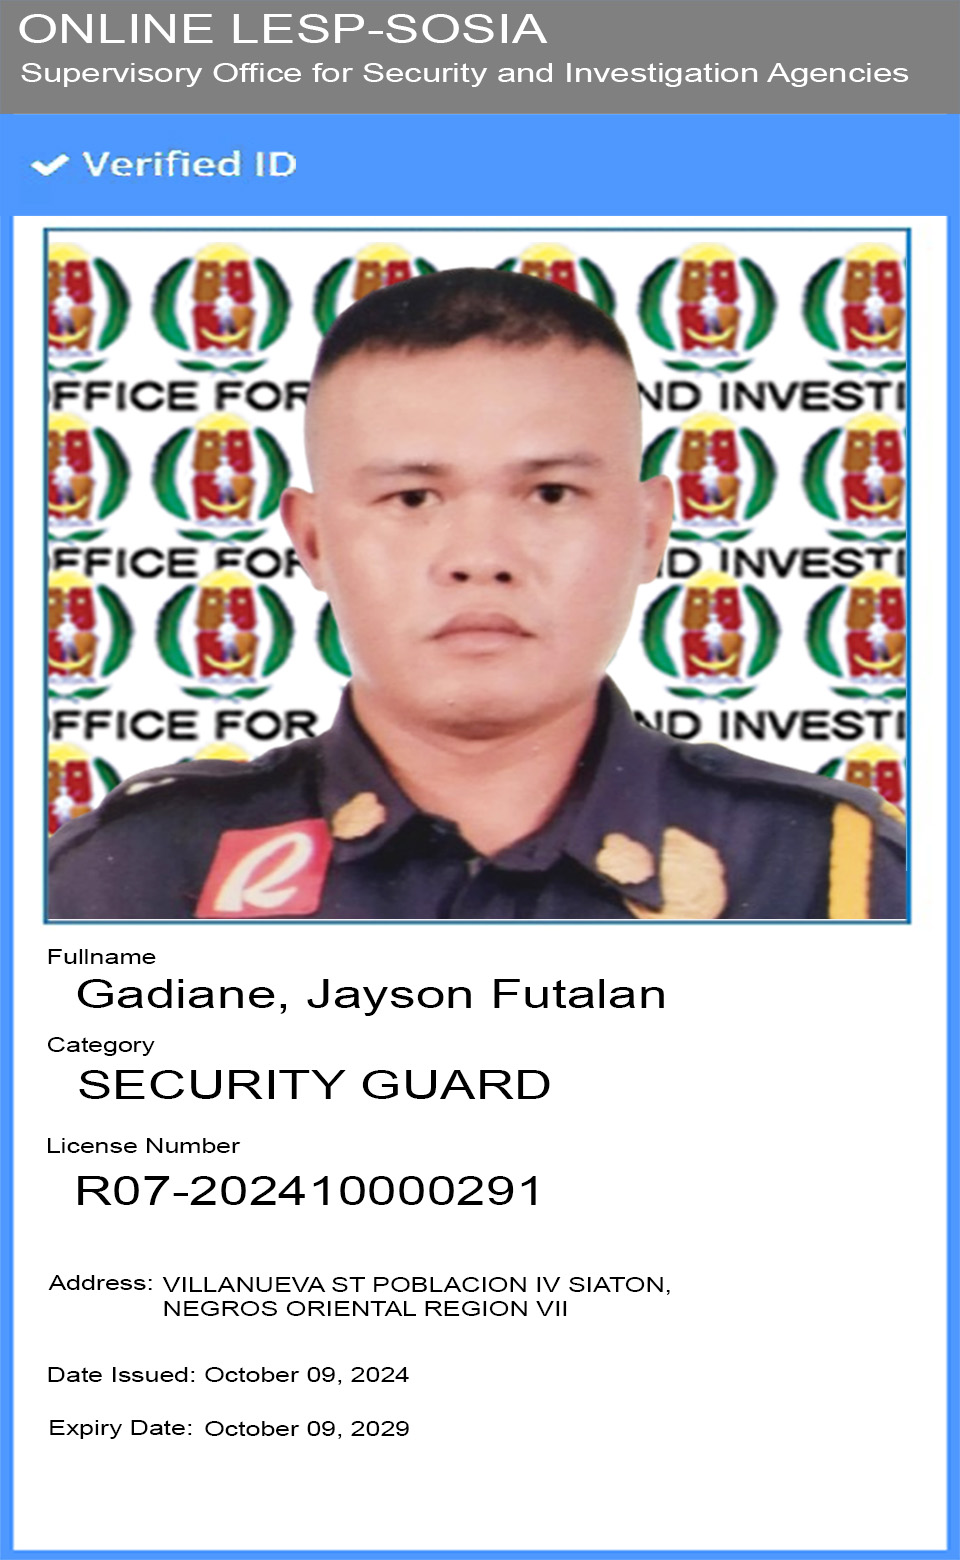 ONLINE LESP-SOSIA
Supervisory Office for Security and Investigation Agencies
Verified ID
FFICE FOR ND INVESTI
FFICE FOR ND INVESTI
FFICE FOR ND INVESTI
R
Fullname
Gadiane, Jayson Futalan
Category
SECURITY GUARD
License Number
R07-202410000291
Address: VILLANUEVA ST POBLACION IV SIATON,
NEGROS ORIENTAL REGION VII
Date Issued: October 09, 2024
Expiry Date: October 09, 2029